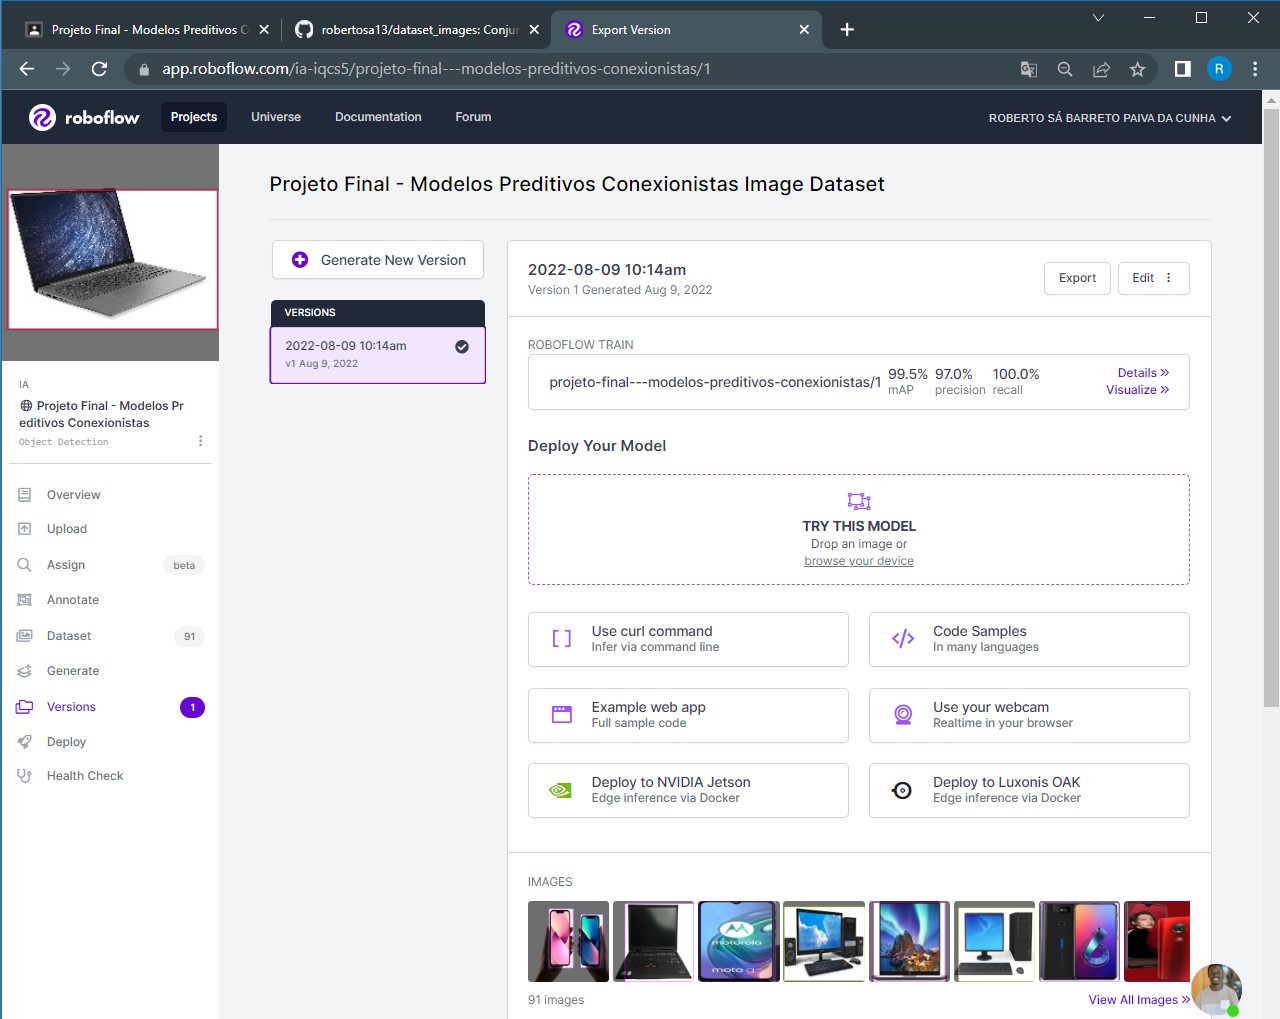 Projeto Final - Modelos Preditivos C
robertosa13/dataset_images: Conju
Export Version
app.roboflow.com/ia-iqcs5/projeto-final---modelos-preditivos-conexionistas/1
R
roboflow
Projects
Universe
Documentation
Forum
ROBERTO SÁ BARRETO PAIVA DA CUNHA
IA
Projeto Final - Modelos Pr
editivos Conexionistas
Object Detection
Overview
Upload
Assign beta
Annotate
Dataset 91
Generate
Versions 1
Deploy
Health Check
Projeto Final - Modelos Preditivos Conexionistas Image Dataset
Generate New Version
VERSIONS
2022-08-09 10:14am
v1 Aug 9, 2022
2022-08-09 10:14am
Version 1 Generated Aug 9, 2022
Export
Edit
ROBOFLOW TRAIN
projeto-final---modelos-preditivos-conexionistas/1
99.5% 97.0% 100.0%
mAP precision recall
Details »
Visualize »
Deploy Your Model
TRY THIS MODEL
Drop an image or
browse your device
Use curl command
Infer via command line
Code Samples
In many languages
Example web app
Full sample code
Use your webcam
Realtime in your browser
Deploy to NVIDIA Jetson
Edge inference via Docker
Deploy to Luxonis OAK
Edge inference via Docker
IMAGES
motorola
moto g
91 images
View All Images »